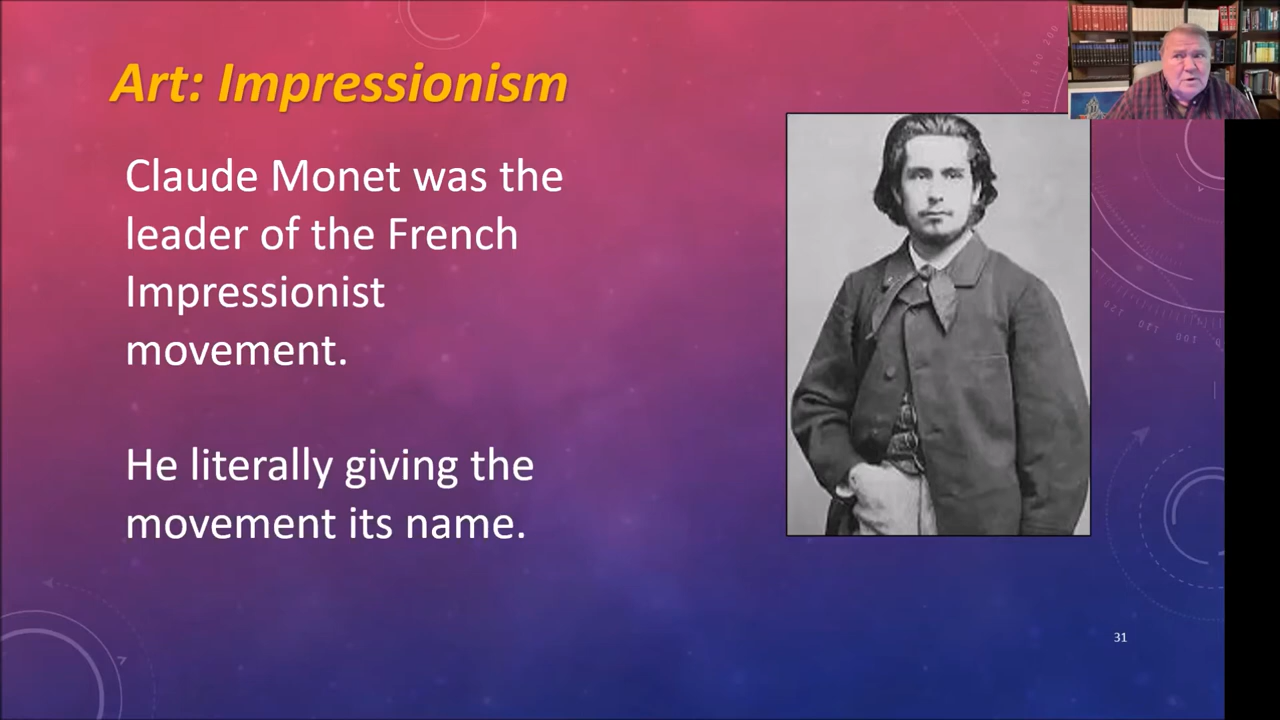 Art: Impressionism
Claude Monet was the
leader of the French
Impressionist
movement.
He literally giving the
movement its name.
31